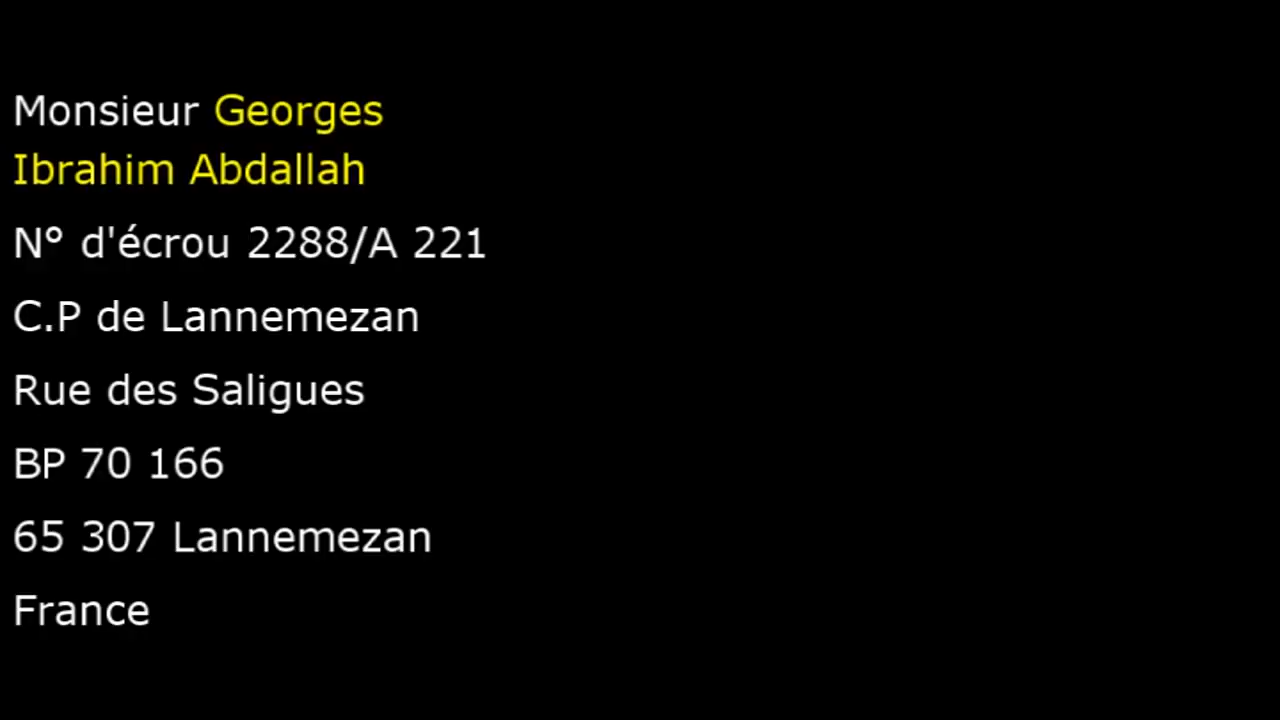 Monsieur Georges
Ibrahim Abdallah
N° d'écrou 2288/A 221
C.P de Lannemezan
Rue des Saligues
BP 70 166
65 307 Lannemezan
France